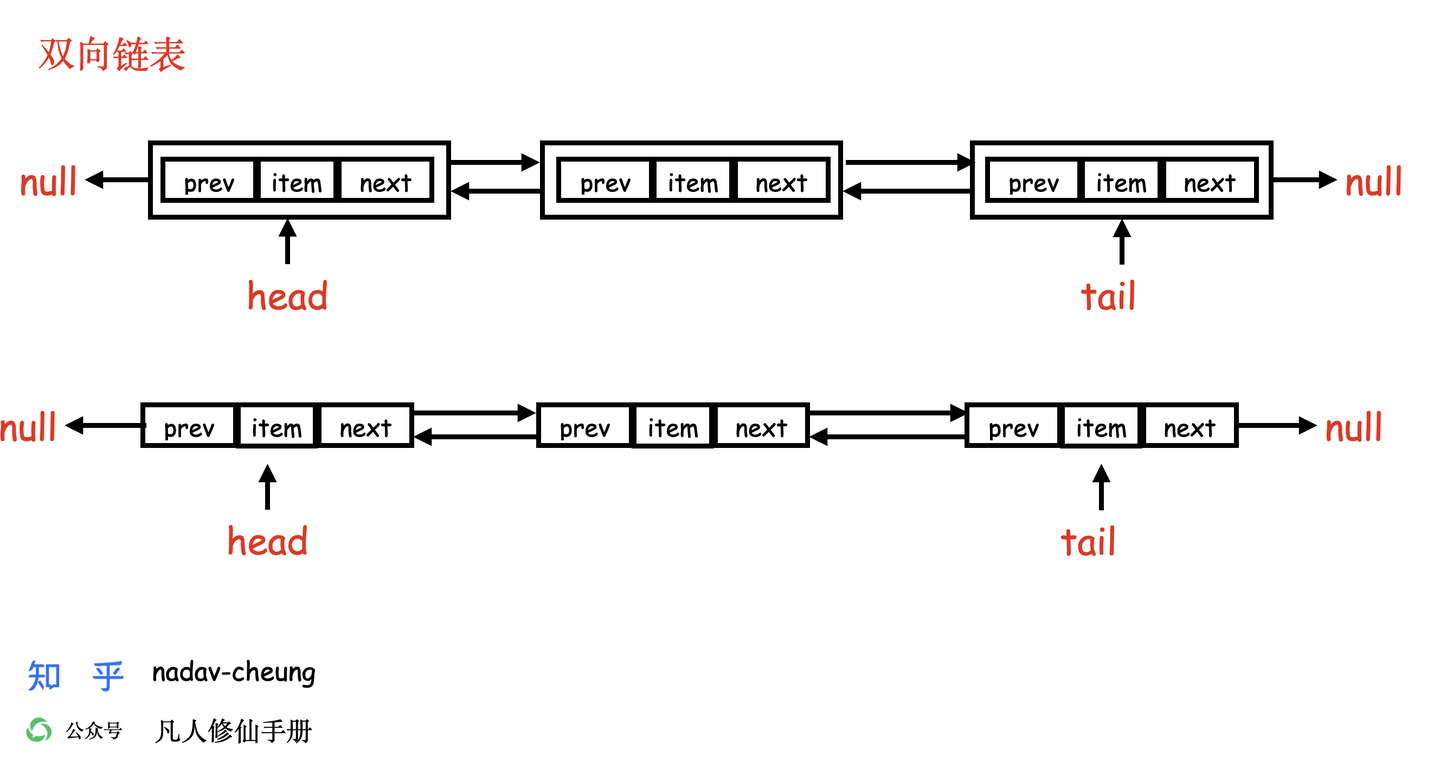 双向链表
null prev item next prev item next prev item next null
head tail
null prev item next prev item next prev item next null
head tail
知乎 nadav-cheung
公众号 凡人修仙手册